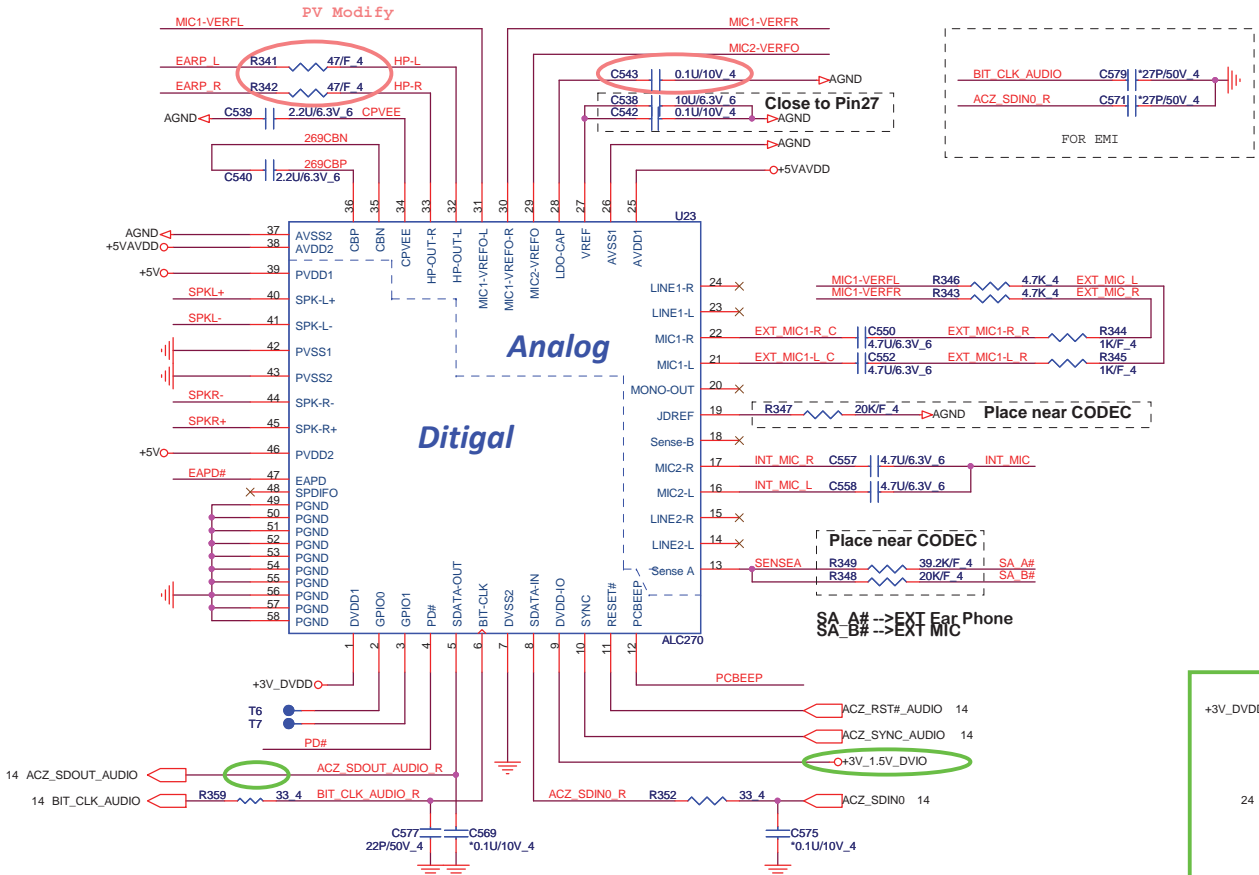 PV Modify
MIC1-VERFL
MIC1-VERFR
MIC2-VERFO
EARP_L R341 47/F_4 HP-L
EARP_R R342 47/F_4 HP-R
C543 0.1U/10V_4 AGND
C538 10U/6.3V_6 Close to Pin27
C542 0.1U/10V_4 AGND
AGND C539 2.2U/6.3V_6 CPVEE
269CBN
AGND
269CBP
C540 2.2U/6.3V_6
+5VAVDD
BIT_CLK_AUDIO C579 *27P/50V_4
ACZ_SDIN0_R C571 *27P/50V_4
FOR EMI
36 35 34 33 32 31 30 29 28 27 26 25
U23
CBP CBN CPVEE HP-OUT-R HP-OUT-L MIC1-VREFO-L MIC1-VREFO-R MIC2-VREFO LDO-CAP VREF AVSS1 AVDD1
AGND 37 AVSS2
+5VAVDD 38 AVDD2
+5V 39 PVDD1
SPKL+ 40 SPK-L+
SPKL- 41 SPK-L-
42 PVSS1
43 PVSS2
SPKR- 44 SPK-R-
SPKR+ 45 SPK-R+
+5V 46 PVDD2
EAPD# 47 EAPD
48 SPDIFO
49 PGND
50 PGND
51 PGND
52 PGND
53 PGND
54 PGND
55 PGND
56 PGND
57 PGND
58 PGND
Analog
Ditigal
LINE1-R 24
LINE1-L 23
MIC1-R 22
MIC1-L 21
MONO-OUT 20
JDREF 19
Sense-B 18
MIC2-R 17
MIC2-L 16
LINE2-R 15
LINE2-L 14
Sense A 13
MIC1-VERFL R346 4.7K_4 EXT_MIC_L
MIC1-VERFR R343 4.7K_4 EXT_MIC_R
EXT_MIC1-R_C C550 4.7U/6.3V_6 EXT_MIC1-R_R R344 1K/F_4
EXT_MIC1-L_C C552 4.7U/6.3V_6 EXT_MIC1-L_R R345 1K/F_4
R347 20K/F_4 AGND Place near CODEC
INT_MIC_R C557 4.7U/6.3V_6 INT_MIC
INT_MIC_L C558 4.7U/6.3V_6
Place near CODEC
SENSEA R349 39.2K/F_4 SA_A#
R348 20K/F_4 SA_B#
SA_A# -->EXT Ear Phone
SA_B# -->EXT MIC
DVDD1 GPIO0 GPIO1 PD# SDATA-OUT BIT-CLK DVSS2 SDATA-IN DVDD-IO SYNC RESET# PCBEEP
ALC270
1 2 3 4 5 6 7 8 9 10 11 12
+3V_DVDD
PCBEEP
T6
T7
ACZ_RST#_AUDIO 14
PD#
ACZ_SYNC_AUDIO 14
+3V_1.5V_DVIO
14 ACZ_SDOUT_AUDIO ACZ_SDOUT_AUDIO_R
14 BIT_CLK_AUDIO R359 33_4 BIT_CLK_AUDIO_R
ACZ_SDIN0_R R352 33_4 ACZ_SDIN0 14
C577 22P/50V_4
C569 *0.1U/10V_4
C575 *0.1U/10V_4
24